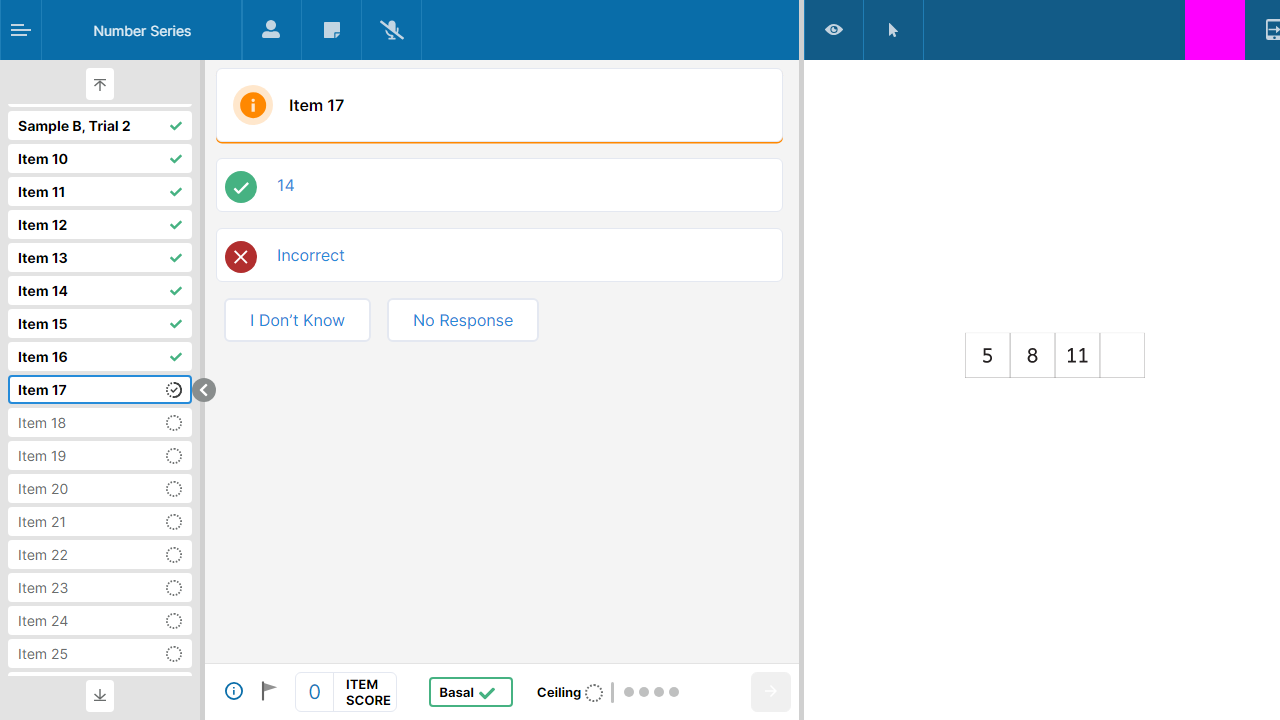 Number Series
Sample B, Trial 2
Item 10
Item 11
Item 12
Item 13
Item 14
Item 15
Item 16
Item 17
Item 18
Item 19
Item 20
Item 21
Item 22
Item 23
Item 24
Item 25
Item 17
14
Incorrect
I Don’t Know
No Response
0
ITEM
SCORE
Basal
Ceiling
5 8 11